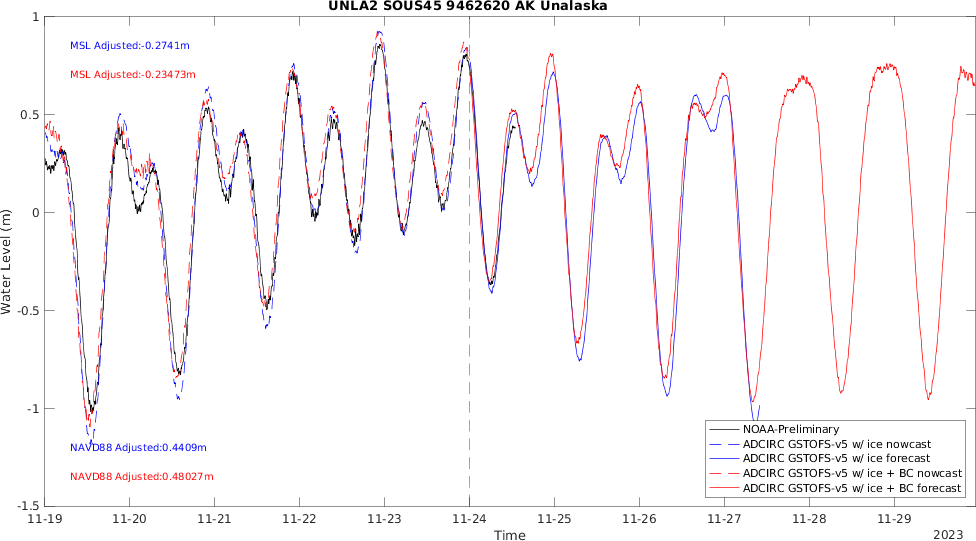 UNLA2 SOUS45 9462620 AK Unalaska
MSL Adjusted:-0.2741m
MSL Adjusted:-0.23473m
NAVD88 Adjusted:0.4409m
NAVD88 Adjusted:0.48027m
Water Level (m)
1
0.5
0
-0.5
-1
-1.5
NOAA-Preliminary
ADCIRC GSTOFS-v5 w/ ice nowcast
ADCIRC GSTOFS-v5 w/ ice forecast
ADCIRC GSTOFS-v5 w/ ice + BC nowcast
ADCIRC GSTOFS-v5 w/ ice + BC forecast
11-19 11-20 11-21 11-22 11-23 11-24 11-25 11-26 11-27 11-28 11-29
Time
2023